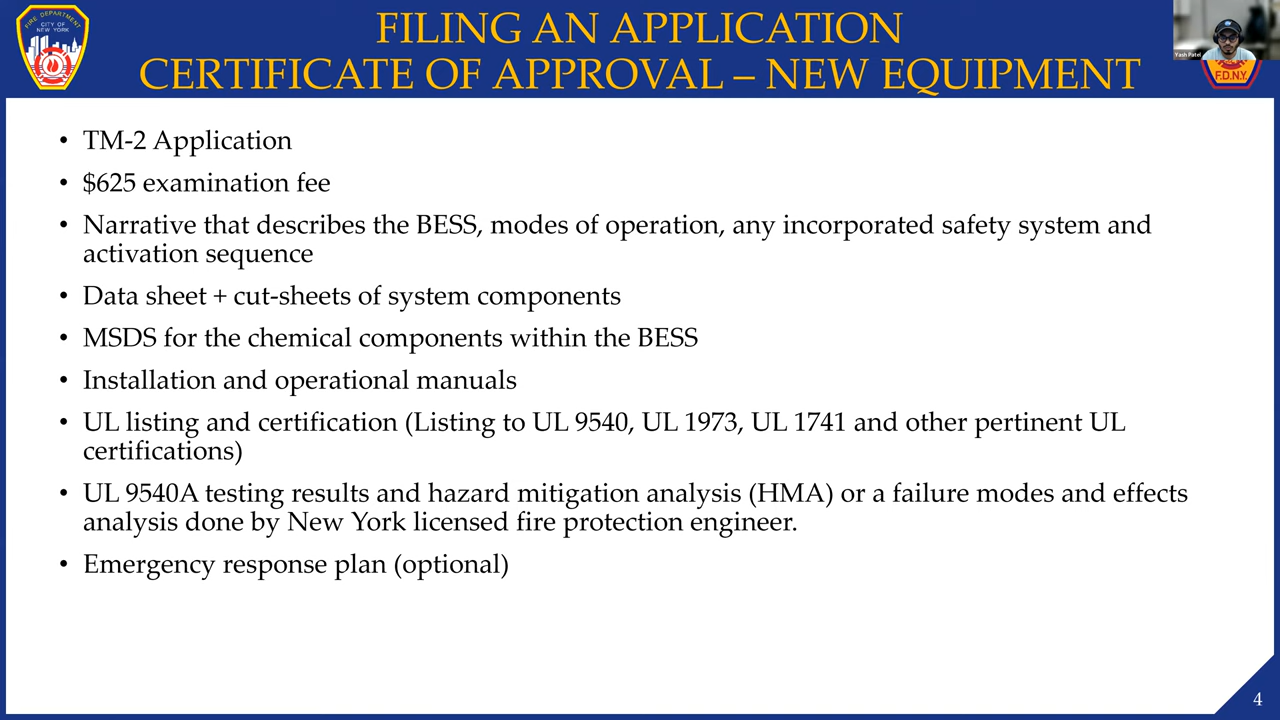 FIRE DEPARTMENT
CITY OF
NEW YORK
FILING AN APPLICATION
CERTIFICATE OF APPROVAL – NEW EQUIPMENT
Yash Patel
F.D.N.Y.
• TM-2 Application
• $625 examination fee
• Narrative that describes the BESS, modes of operation, any incorporated safety system and
activation sequence
• Data sheet + cut-sheets of system components
• MSDS for the chemical components within the BESS
• Installation and operational manuals
• UL listing and certification (Listing to UL 9540, UL 1973, UL 1741 and other pertinent UL
certifications)
• UL 9540A testing results and hazard mitigation analysis (HMA) or a failure modes and effects
analysis done by New York licensed fire protection engineer.
• Emergency response plan (optional)
4